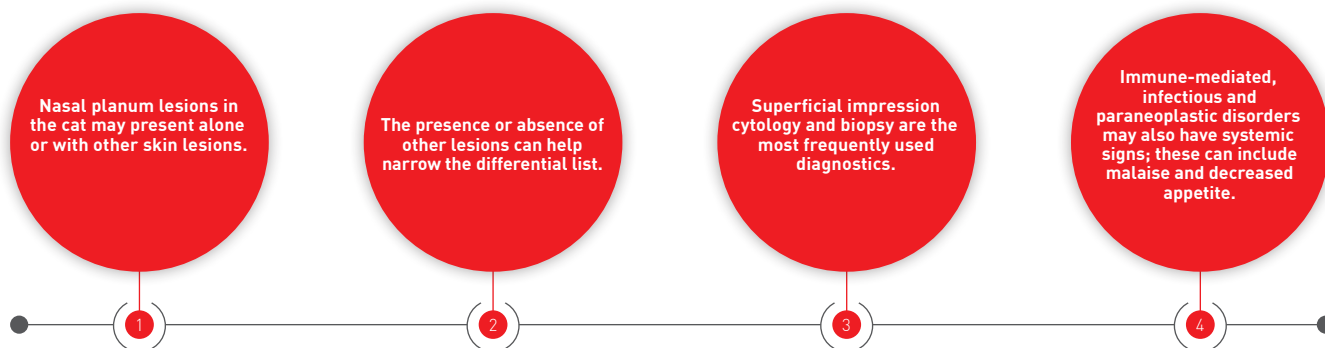 Nasal planum lesions in
the cat may present alone
or with other skin lesions.
The presence or absence of
other lesions can help
narrow the differential list.
Superficial impression
cytology and biopsy are the
most frequently used
diagnostics.
Immune-mediated,
infectious and
paraneoplastic disorders
may also have systemic
signs; these can include
malaise and decreased
appetite.
1
2
3
4